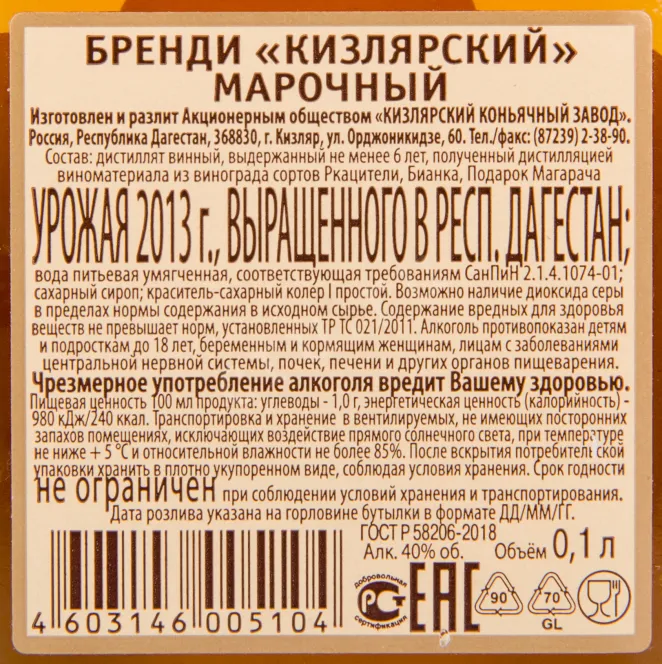 БРЕНДИ «КИЗЛЯРСКИЙ»
МАРОЧНЫЙ
Изготовлен и разлит Акционерным обществом «КИЗЛЯРСКИЙ КОНЬЯЧНЫЙ ЗАВОД».
Россия, Республика Дагестан, 368830, г. Кизляр, ул. Орджоникидзе, 60. Тел./факс: (87239) 2-38-90.
Состав: дистиллят винный, выдержанный не менее 6 лет, полученный дистилляцией
виноматериала из винограда сортов Ркацители, Бианка, Подарок Магарача
УРОЖАЯ 2013 г., ВЫРАЩЕННОГО В РЕСП. ДАГЕСТАН;
вода питьевая умягченная, соответствующая требованиям СанПиН 2.1.4.1074-01;
сахарный сироп; краситель-сахарный колер I простой. Возможно наличие диоксида серы
в пределах нормы содержания в исходном сырье. Содержание вредных для здоровья
веществ не превышает норм, установленных ТР ТС 021/2011. Алкоголь противопоказан детям
и подросткам до 18 лет, беременным и кормящим женщинам, лицам с заболеваниями
центральной нервной системы, почек, печени и других органов пищеварения.
Чрезмерное употребление алкоголя вредит Вашему здоровью.
Пищевая ценность 100 мл продукта: углеводы - 1,0 г, энергетическая ценность (калорийность) -
980 кДж/240 ккал. Транспортировка и хранение в вентилируемых, не имеющих посторонних
запахов помещениях, исключающих воздействие прямого солнечного света, при температуре
не ниже + 5 °С и относительной влажности не более 85%. После вскрытия потребительской
упаковки хранить в плотно укупоренном виде, соблюдая условия хранения. Срок годности
не ограничен при соблюдении условий хранения и транспортирования.
Дата розлива указана на горловине бутылки в формате ДД/ММ/ГГ.
ГОСТ Р 58206-2018
Алк. 40% об. Объём 0,1 л
добровольная
РСТ
сертификация
ЕАС
90
70
GL
4 603146 005104